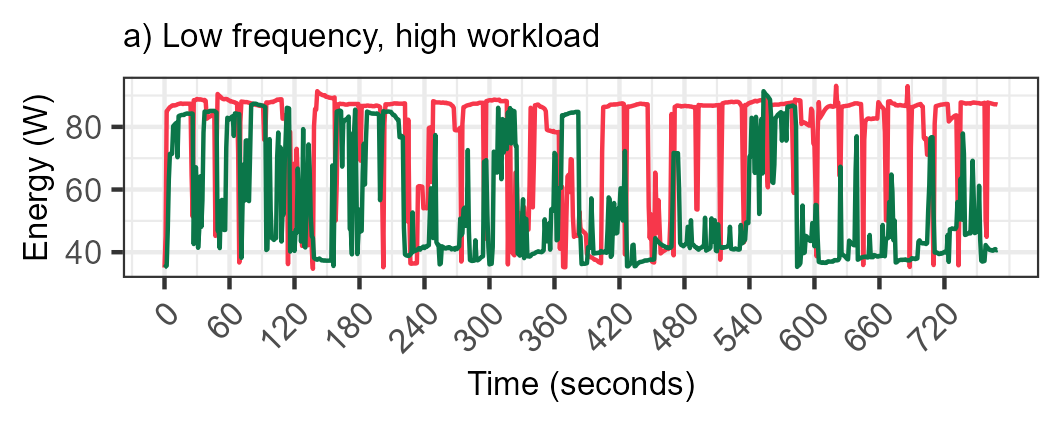 a) Low frequency, high workload
Energy (W)
80
60
40
0 60 120 180 240 300 360 420 480 540 600 660 720
Time (seconds)